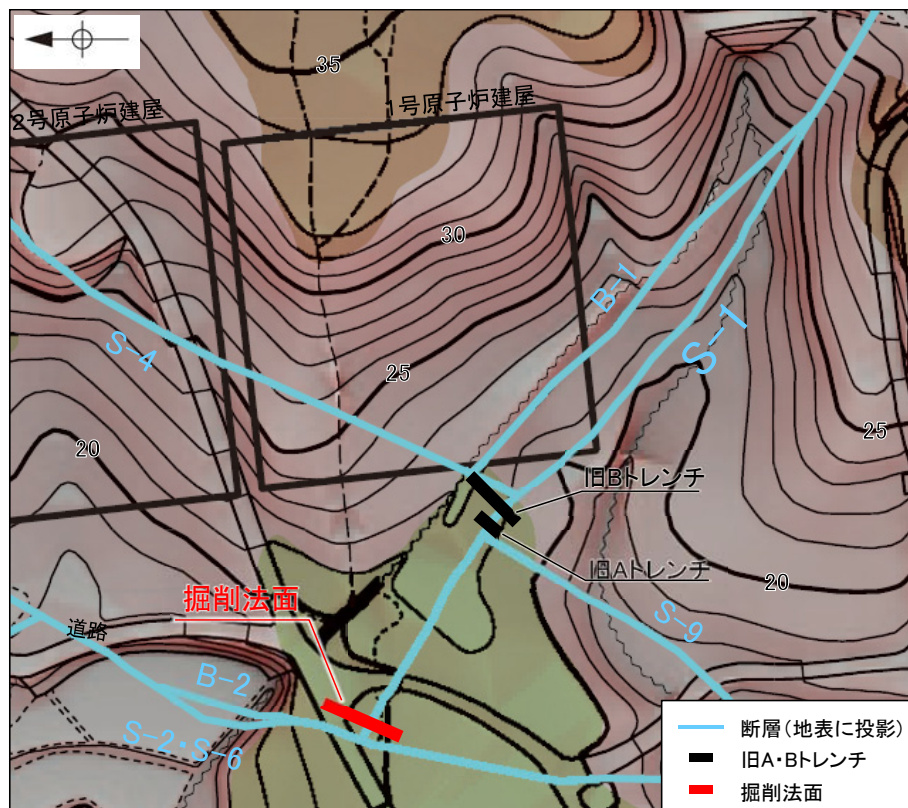 35
2号原子炉建屋
1号原子炉建屋
30
B-1
S-4
S-1
25
25
20
旧Bトレンチ
旧Aトレンチ
20
掘削法面
S-9
道路
B-2
S-2・S-6
断層(地表に投影)
旧A・Bトレンチ
掘削法面